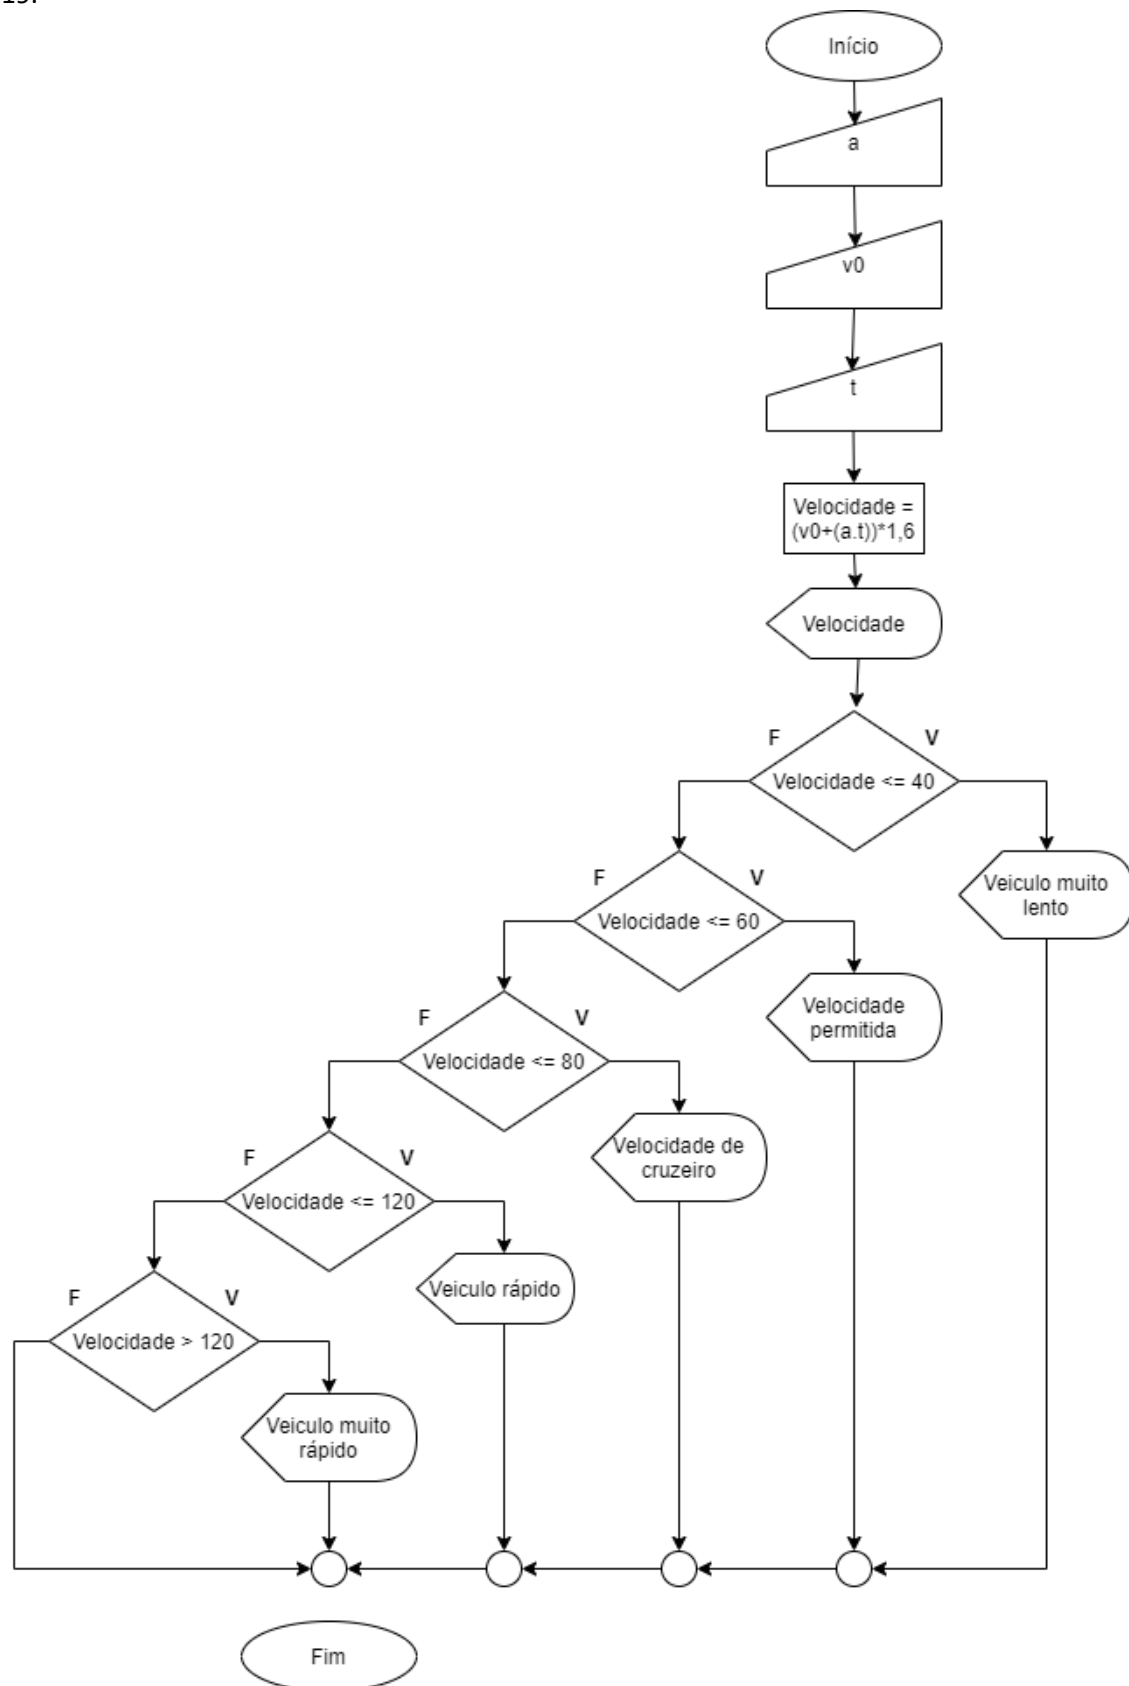 15.
Início
a
v0
t
Velocidade =
(v0+(a.t))*1,6
Velocidade
F
V
Velocidade <= 40
Veiculo muito
lento
F
V
Velocidade <= 60
Velocidade
permitida
F
V
Velocidade <= 80
Velocidade de
cruzeiro
F
V
Velocidade <= 120
Veiculo rápido
F
V
Velocidade > 120
Veiculo muito
rápido
Fim